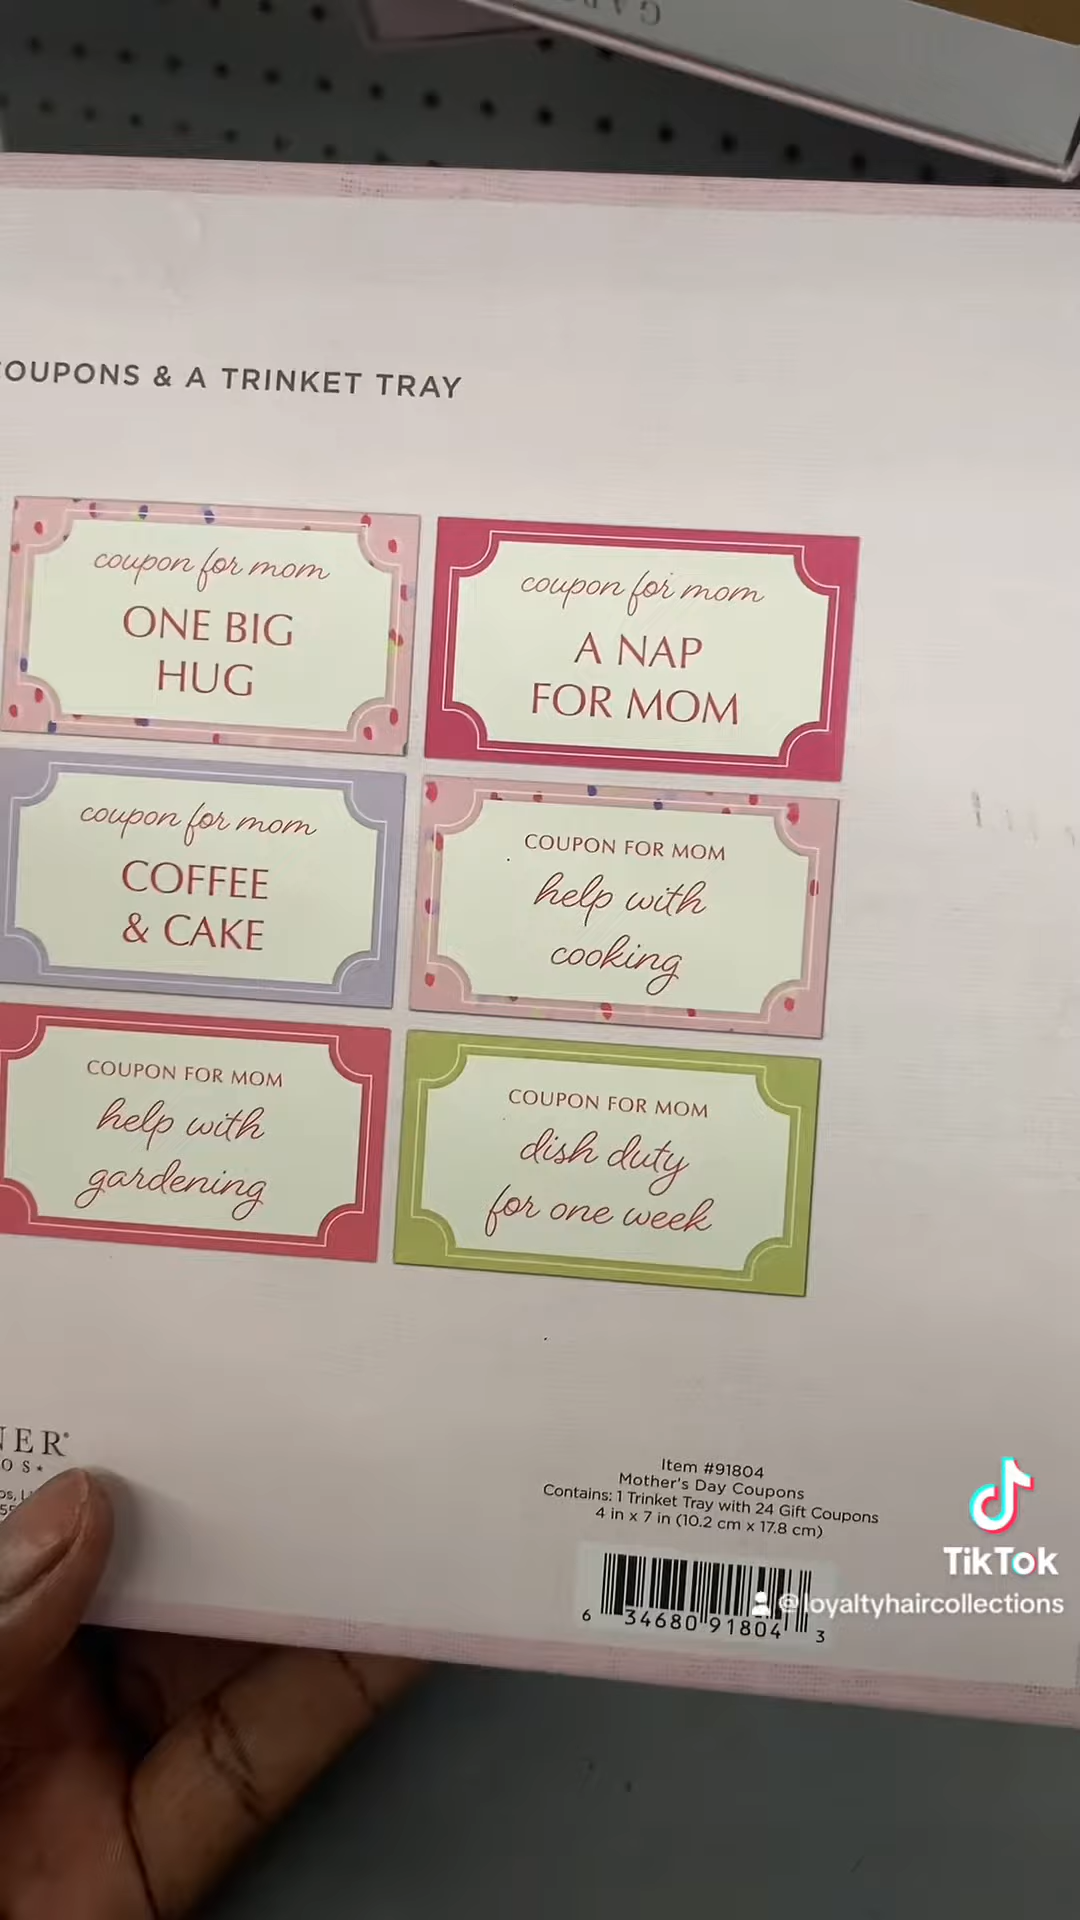 COUPONS & A TRINKET TRAY
coupon for mom
ONE BIG
HUG
coupon for mom
A NAP
FOR MOM
coupon for mom
COFFEE
& CAKE
COUPON FOR MOM
help with
cooking
COUPON FOR MOM
help with
gardening
COUPON FOR MOM
dish duty
for one week
Item #91804
Mother's Day Coupons
Contains: 1 Trinket Tray with 24 Gift Coupons
4 in x 7 in (10.2 cm x 17.8 cm)
6 34680 91804 3
TikTok
@loyaltyhaircollections